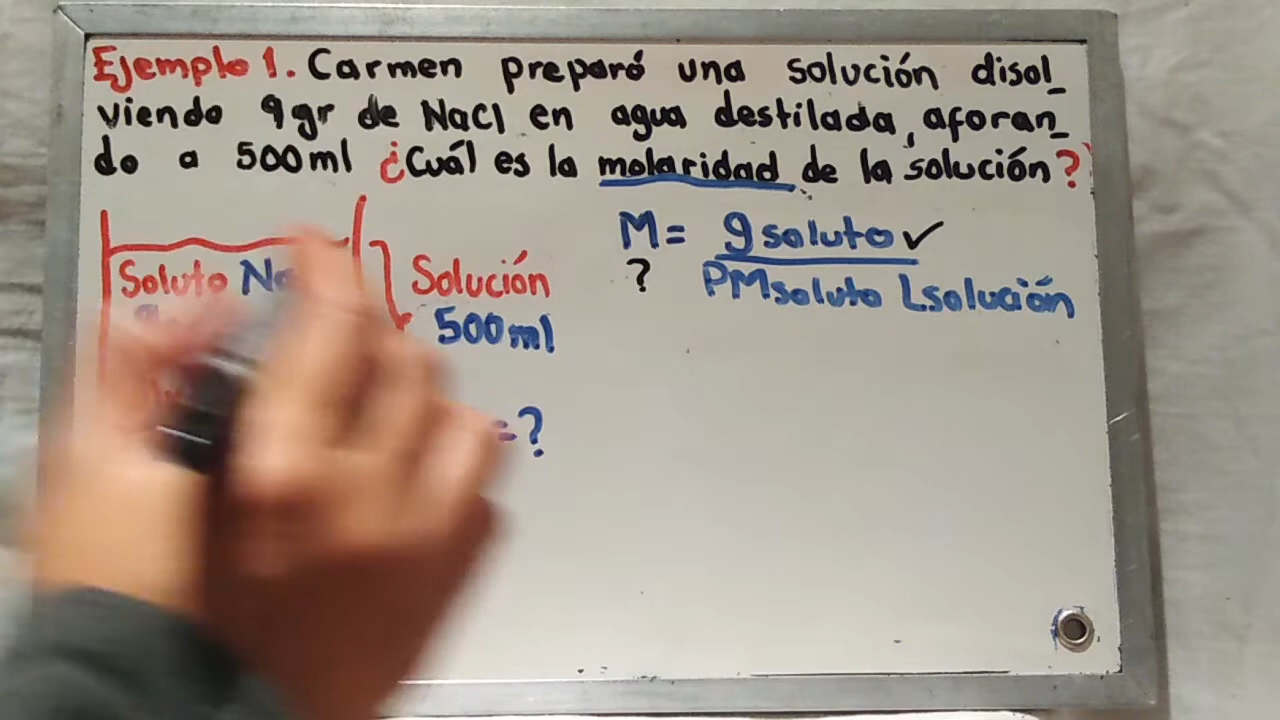 Ejemplo 1. Carmen preparó una solución disol_
viendo 9gr de NaCl en agua destilada, aforan_
do a 500ml ¿Cuál es la molaridad de la solución?
M= g soluto ✓
? PMsoluto Lsolución
Soluto
Solución
500ml
=?